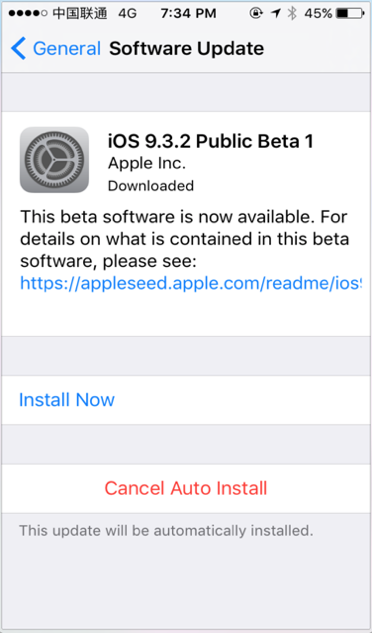 中国联通 4G 7:34 PM 45%
General Software Update
iOS 9.3.2 Public Beta 1
Apple Inc.
Downloaded
This beta software is now available. For
details on what is contained in this beta
software, please see:
https://appleseed.apple.com/readme/ios
Install Now
Cancel Auto Install
This update will be automatically installed.